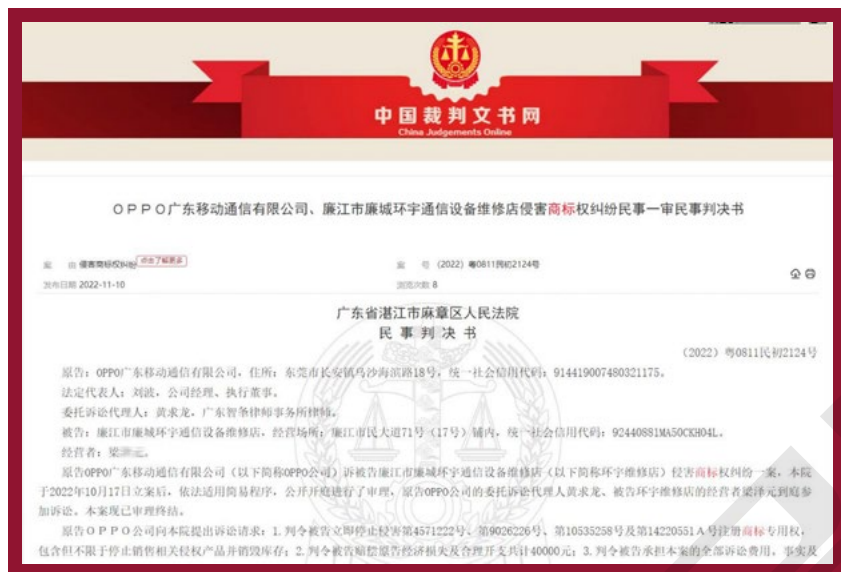 中国裁判文书网
China Judgements Online
OPPO广东移动通信有限公司、廉江市廉城环宇通信设备维修店侵害商标权纠纷民事一审民事判决书
案 由 侵害商标权纠纷 点击了解更多
案 号 (2022) 粤0811民初2124号
发布日期 2022-11-10
浏览次数 8
广东省湛江市麻章区人民法院
民 事 判 决 书
(2022) 粤0811民初2124号
原告：OPPO广东移动通信有限公司，住所：东莞市长安镇乌沙海滨路18号，统一社会信用代码：914419007480321175。
法定代表人：刘波，公司经理、执行董事。
委托诉讼代理人：黄求龙，广东智条律师事务所律师。
被告：廉江市廉城环宇通信设备维修店，经营场所：廉江市民大道71号（17号）铺内，统一社会信用代码：92440881MA50CKH04L。
经营者：梁
原告OPPO广东移动通信有限公司（以下简称OPPO公司）诉被告廉江市廉城环宇通信设备维修店（以下简称环宇维修店）侵害商标权纠纷一案，本院
于2022年10月17日立案后，依法适用简易程序，公开开庭进行了审理，原告OPPO公司的委托诉讼代理人黄求龙、被告环宇维修店的经营者梁泽元到庭参
加诉讼。本案现已审理终结。
原告OPPO公司向本院提出诉讼请求：1.判令被告立即停止侵害第4571222号、第9026226号、第10535258号及第14220551A号注册商标专用权，
包含但不限于停止销售相关侵权产品并销毁库存；2.判令被告赔偿原告经济损失及合理开支共计40000元；3.判令被告承担本案的全部诉讼费用。事实及